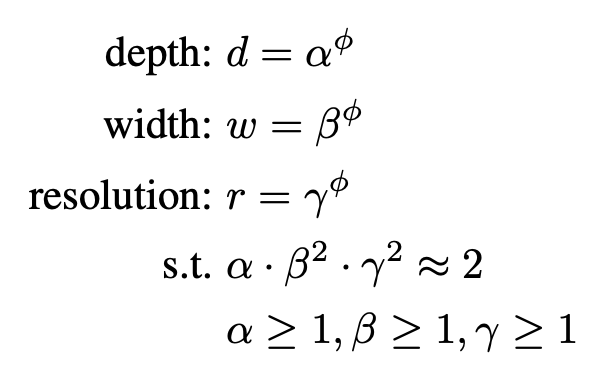 depth: d = α^ϕ
width: w = β^ϕ
resolution: r = γ^ϕ
s.t. α · β² · γ² ≈ 2
α ≥ 1, β ≥ 1, γ ≥ 1